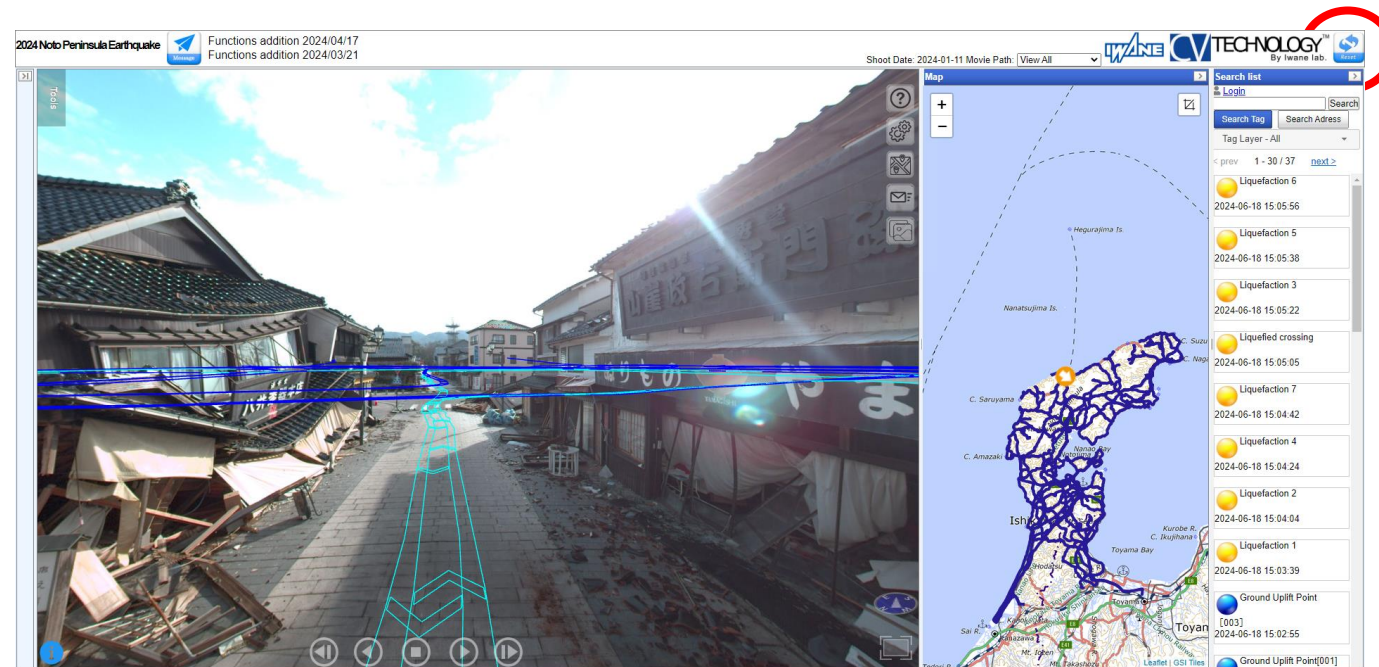 2024 Noto Peninsula Earthquake
Message
Functions addition 2024/04/17
Functions addition 2024/03/21
Shoot Date: 2024-01-11 Movie Path: View All
IWANE CV TECHNOLOGY™
By Iwane lab.
Reset
Tools
Map
+
−
Hegurajima Is.
Nanatsujima Is.
C. Suzu
C. Saruyama
C. Amazaki
Nanao Bay
Kurobe R.
C. Ikujihana
Toyama Bay
Hodatsu
Toyama
Sai R.
Kanazawa
E8
E41
Mt. Iozen
Mt. Takashozu
Leaflet | GSI Tiles
Search list
Login
Search
Search Tag
Search Adress
Tag Layer - All
< prev 1 - 30 / 37 next >
Liquefaction 6
2024-06-18 15:05:56
Liquefaction 5
2024-06-18 15:05:38
Liquefaction 3
2024-06-18 15:05:22
Liquefied crossing
2024-06-18 15:05:05
Liquefaction 7
2024-06-18 15:04:42
Liquefaction 4
2024-06-18 15:04:24
Liquefaction 2
2024-06-18 15:04:04
Liquefaction 1
2024-06-18 15:03:39
Ground Uplift Point
[003]
2024-06-18 15:02:55
Ground Uplift Point[001]